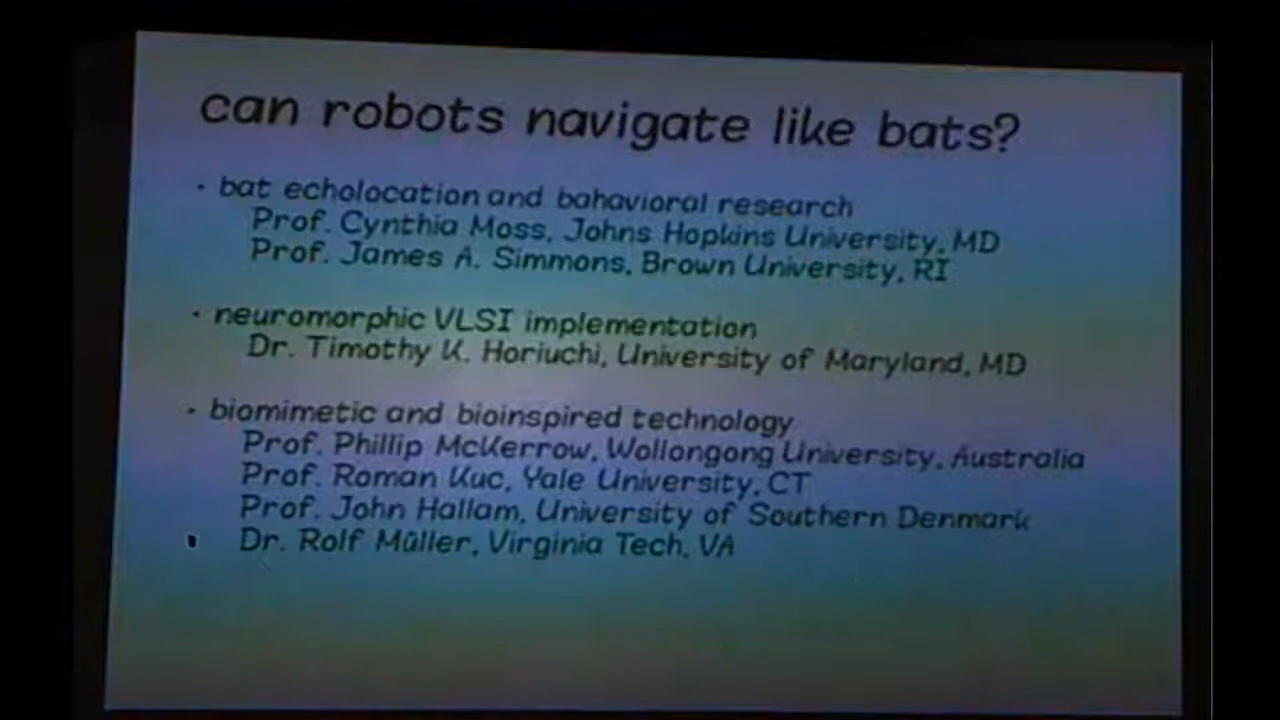 can robots navigate like bats?
· bat echolocation and bahavioral research
Prof. Cynthia Moss, Johns Hopkins University, MD
Prof. James A. Simmons, Brown University, RI
· neuromorphic VLSI implementation
Dr. Timothy K. Horiuchi, University of Maryland, MD
· biomimetic and bioinspired technology
Prof. Phillip McKerrow, Wollongong University, Australia
Prof. Roman Kuc, Yale University, CT
Prof. John Hallam, University of Southern Denmark
Dr. Rolf Müller, Virginia Tech, VA